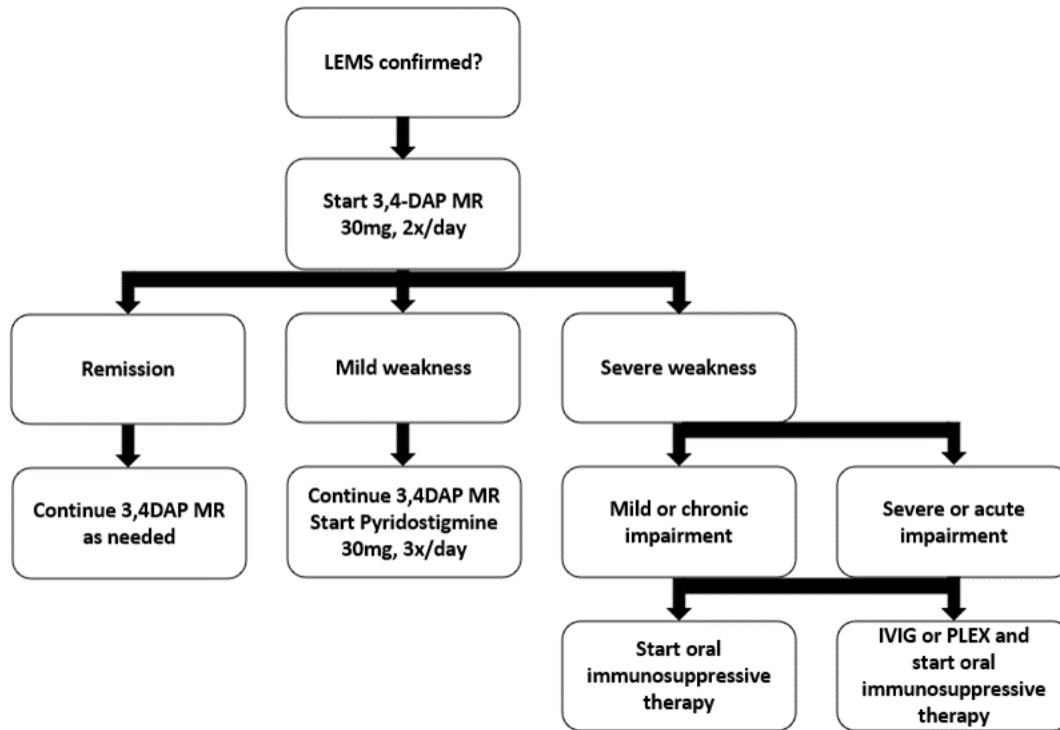 LEMS confirmed?
Start 3,4-DAP MR
30mg, 2x/day
Remission
Mild weakness
Severe weakness
Continue 3,4DAP MR
as needed
Continue 3,4DAP MR
Start Pyridostigmine
30mg, 3x/day
Mild or chronic
impairment
Severe or acute
impairment
Start oral
immunosuppressive
therapy
IVIG or PLEX and
start oral
immunosuppressive
therapy